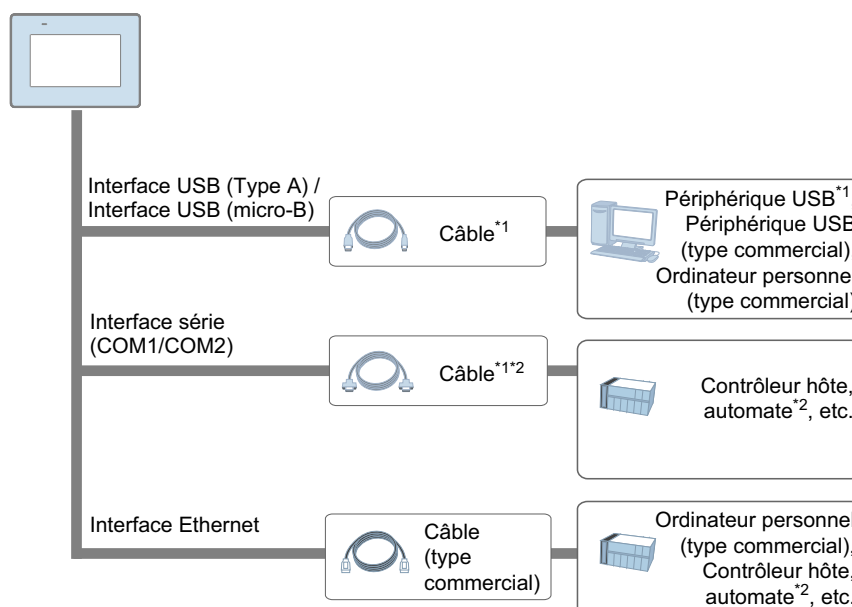 Interface USB (Type A) /
Interface USB (micro-B)
Câble*1
Périphérique USB*1
Périphérique USB
(type commercial)
Ordinateur personnel
(type commercial)
Interface série
(COM1/COM2)
Câble*1*2
Contrôleur hôte,
automate*2, etc.
Interface Ethernet
Câble
(type
commercial)
Ordinateur personnel
(type commercial),
Contrôleur hôte,
automate*2, etc.